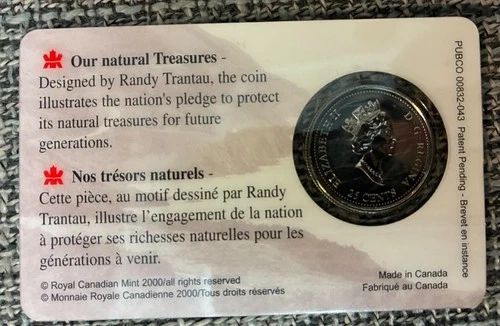 Our natural Treasures -
Designed by Randy Trantau, the coin
illustrates the nation's pledge to protect
its natural treasures for future
generations.
Nos trésors naturels -
Cette pièce, au motif dessiné par Randy
Trantau, illustre l'engagement de la nation
à protéger ses richesses naturelles pour les
générations à venir.
© Royal Canadian Mint 2000/all rights reserved
© Monnaie Royale Canadienne 2000/Tous droits réservés
ELIZABETH II D. G. REGINA
25 CENTS
Made in Canada
Fabriqué au Canada
PUBCO 00832-043 Patent Pending - Brevet en instance